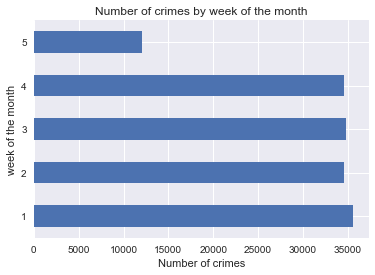 Number of crimes by week of the month
5
4
3
2
1
week of the month
0 5000 10000 15000 20000 25000 30000 35000
Number of crimes